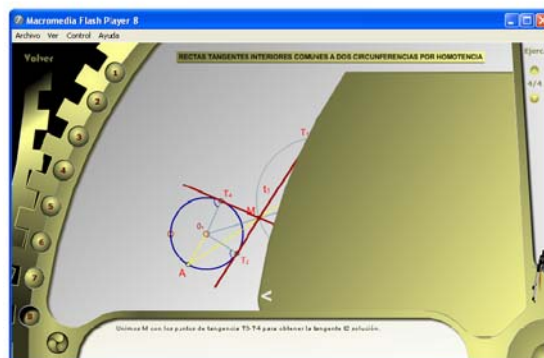 Macromedia Flash Player 8
Archivo Ver Control Ayuda
Volver
RECTAS TANGENTES INTERIORES COMUNES A DOS CIRCUNFERENCIAS POR HOMOTECIA
Ejerc
4/4
1
2
3
4
5
6
7
8
T₁
t₁
T₄
M
A
<
Unimos M con los puntos de tangencia T3-T4 para obtener la tangente t2 solución.